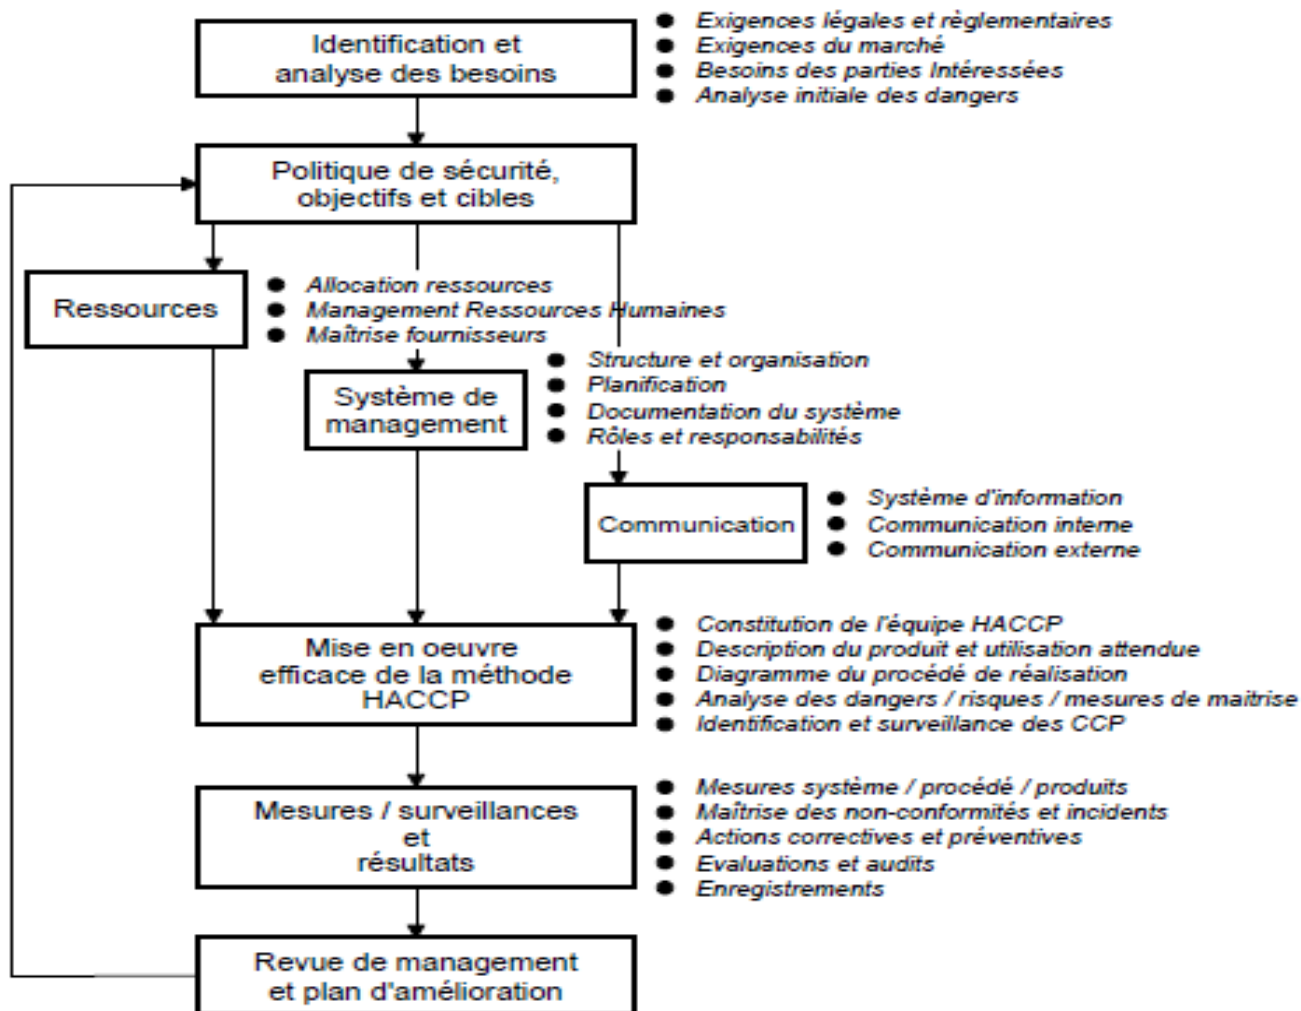 Identification et
analyse des besoins
● Exigences légales et règlementaires
● Exigences du marché
● Besoins des parties Intéressées
● Analyse initiale des dangers
Politique de sécurité,
objectifs et cibles
Ressources
● Allocation ressources
● Management Ressources Humaines
● Maîtrise fournisseurs
Système de
management
● Structure et organisation
● Planification
● Documentation du système
● Rôles et responsabilités
Communication
● Système d'information
● Communication interne
● Communication externe
Mise en oeuvre
efficace de la méthode
HACCP
● Constitution de l'équipe HACCP
● Description du produit et utilisation attendue
● Diagramme du procédé de réalisation
● Analyse des dangers / risques / mesures de maitrise
● Identification et surveillance des CCP
Mesures / surveillances
et
résultats
● Mesures système / procédé / produits
● Maîtrise des non-conformités et incidents
● Actions correctives et préventives
● Evaluations et audits
● Enregistrements
Revue de management
et plan d'amélioration